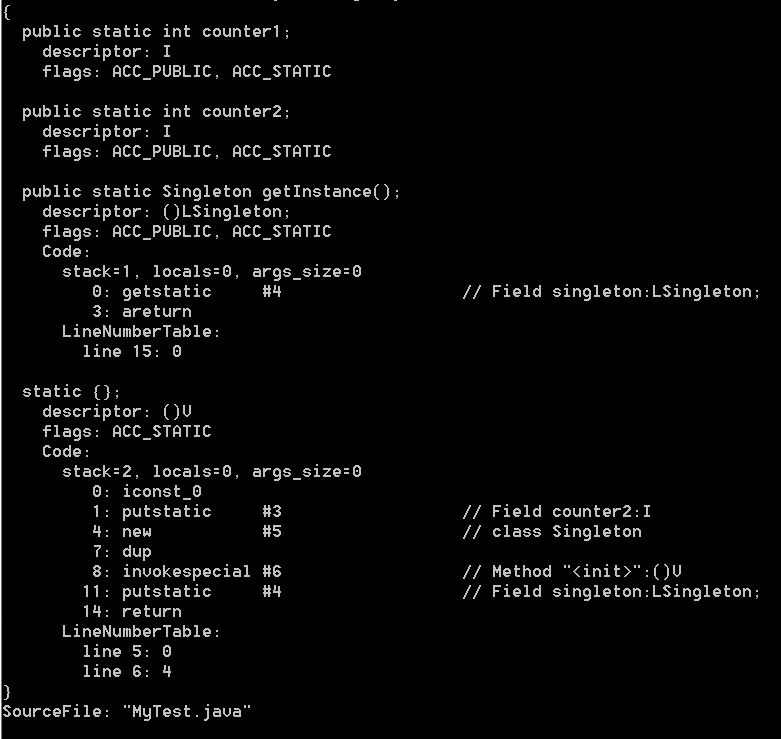 {
  public static int counter1;
    descriptor: I
    flags: ACC_PUBLIC, ACC_STATIC

  public static int counter2;
    descriptor: I
    flags: ACC_PUBLIC, ACC_STATIC

  public static Singleton getInstance();
    descriptor: ()LSingleton;
    flags: ACC_PUBLIC, ACC_STATIC
    Code:
      stack=1, locals=0, args_size=0
         0: getstatic     #4                  // Field singleton:LSingleton;
         3: areturn
      LineNumberTable:
        line 15: 0

  static {};
    descriptor: ()V
    flags: ACC_STATIC
    Code:
      stack=2, locals=0, args_size=0
         0: iconst_0
         1: putstatic     #3                  // Field counter2:I
         4: new           #5                  // class Singleton
         7: dup
         8: invokespecial #6                  // Method "<init>":()V
        11: putstatic     #4                  // Field singleton:LSingleton;
        14: return
      LineNumberTable:
        line 5: 0
        line 6: 4
}
SourceFile: "MyTest.java"